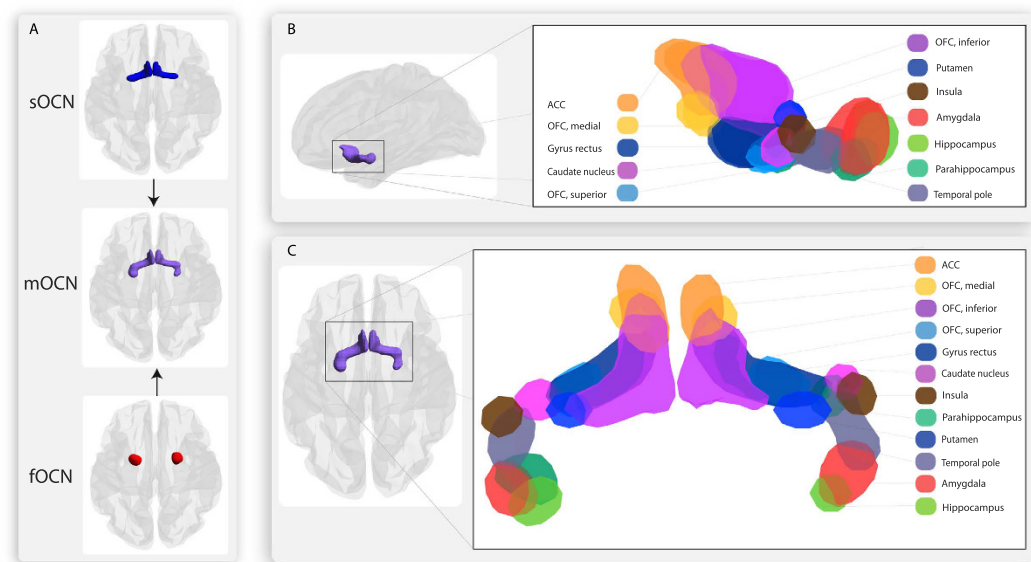 A
sOCN
mOCN
fOCN
B
ACC
OFC, medial
Gyrus rectus
Caudate nucleus
OFC, superior
OFC, inferior
Putamen
Insula
Amygdala
Hippocampus
Parahippocampus
Temporal pole
C
ACC
OFC, medial
OFC, inferior
OFC, superior
Gyrus rectus
Caudate nucleus
Insula
Parahippocampus
Putamen
Temporal pole
Amygdala
Hippocampus